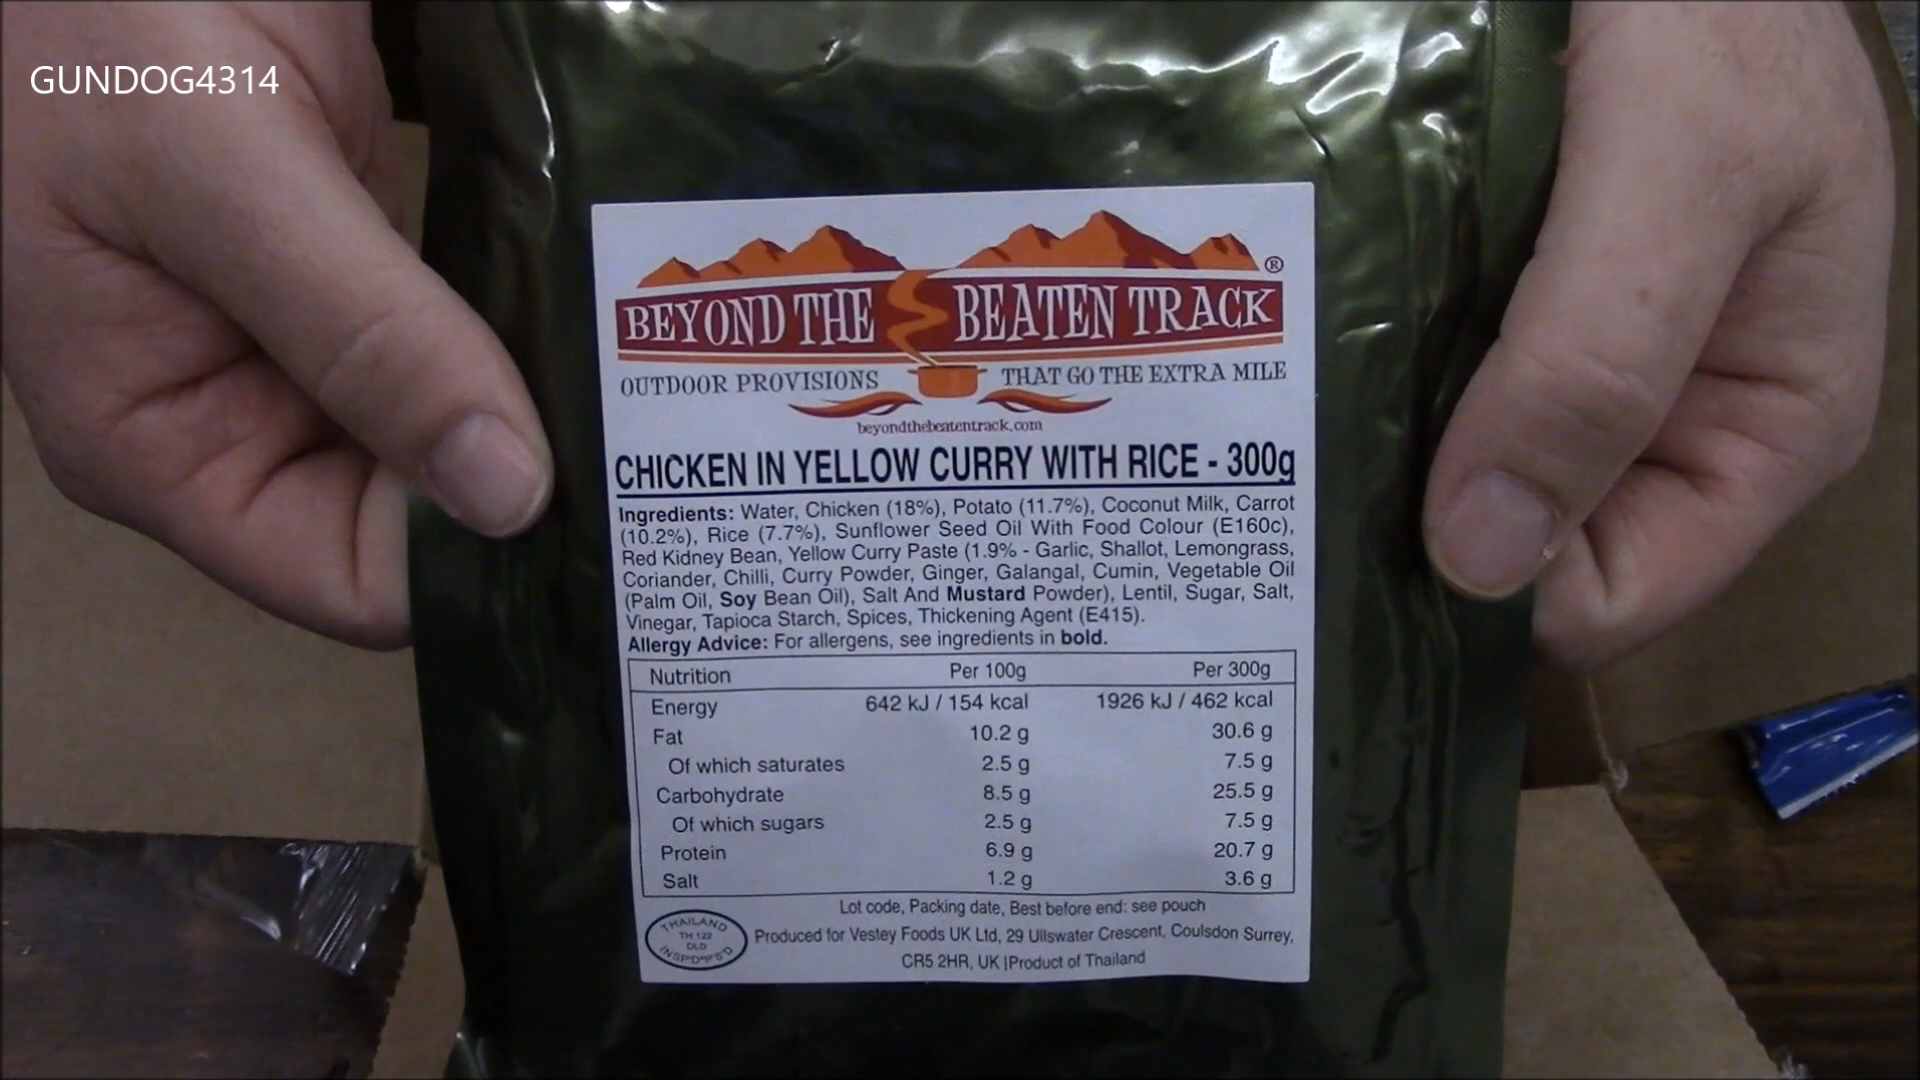 GUNDOG4314
BEYOND THE BEATEN TRACK ®
OUTDOOR PROVISIONS THAT GO THE EXTRA MILE
beyondthebeatentrack.com
CHICKEN IN YELLOW CURRY WITH RICE - 300g
Ingredients: Water, Chicken (18%), Potato (11.7%), Coconut Milk, Carrot
(10.2%), Rice (7.7%), Sunflower Seed Oil With Food Colour (E160c),
Red Kidney Bean, Yellow Curry Paste (1.9% - Garlic, Shallot, Lemongrass,
Coriander, Chilli, Curry Powder, Ginger, Galangal, Cumin, Vegetable Oil
(Palm Oil, Soy Bean Oil), Salt And Mustard Powder), Lentil, Sugar, Salt,
Vinegar, Tapioca Starch, Spices, Thickening Agent (E415).
Allergy Advice: For allergens, see ingredients in bold.
Nutrition Per 100g Per 300g
Energy 642 kJ / 154 kcal 1926 kJ / 462 kcal
Fat 10.2 g 30.6 g
Of which saturates 2.5 g 7.5 g
Carbohydrate 8.5 g 25.5 g
Of which sugars 2.5 g 7.5 g
Protein 6.9 g 20.7 g
Salt 1.2 g 3.6 g
Lot code, Packing date, Best before end: see pouch
THAILAND
TH 122
DLD
Produced for Vestey Foods UK Ltd, 29 Ullswater Crescent, Coulsdon Surrey,
CR5 2HR, UK |Product of Thailand